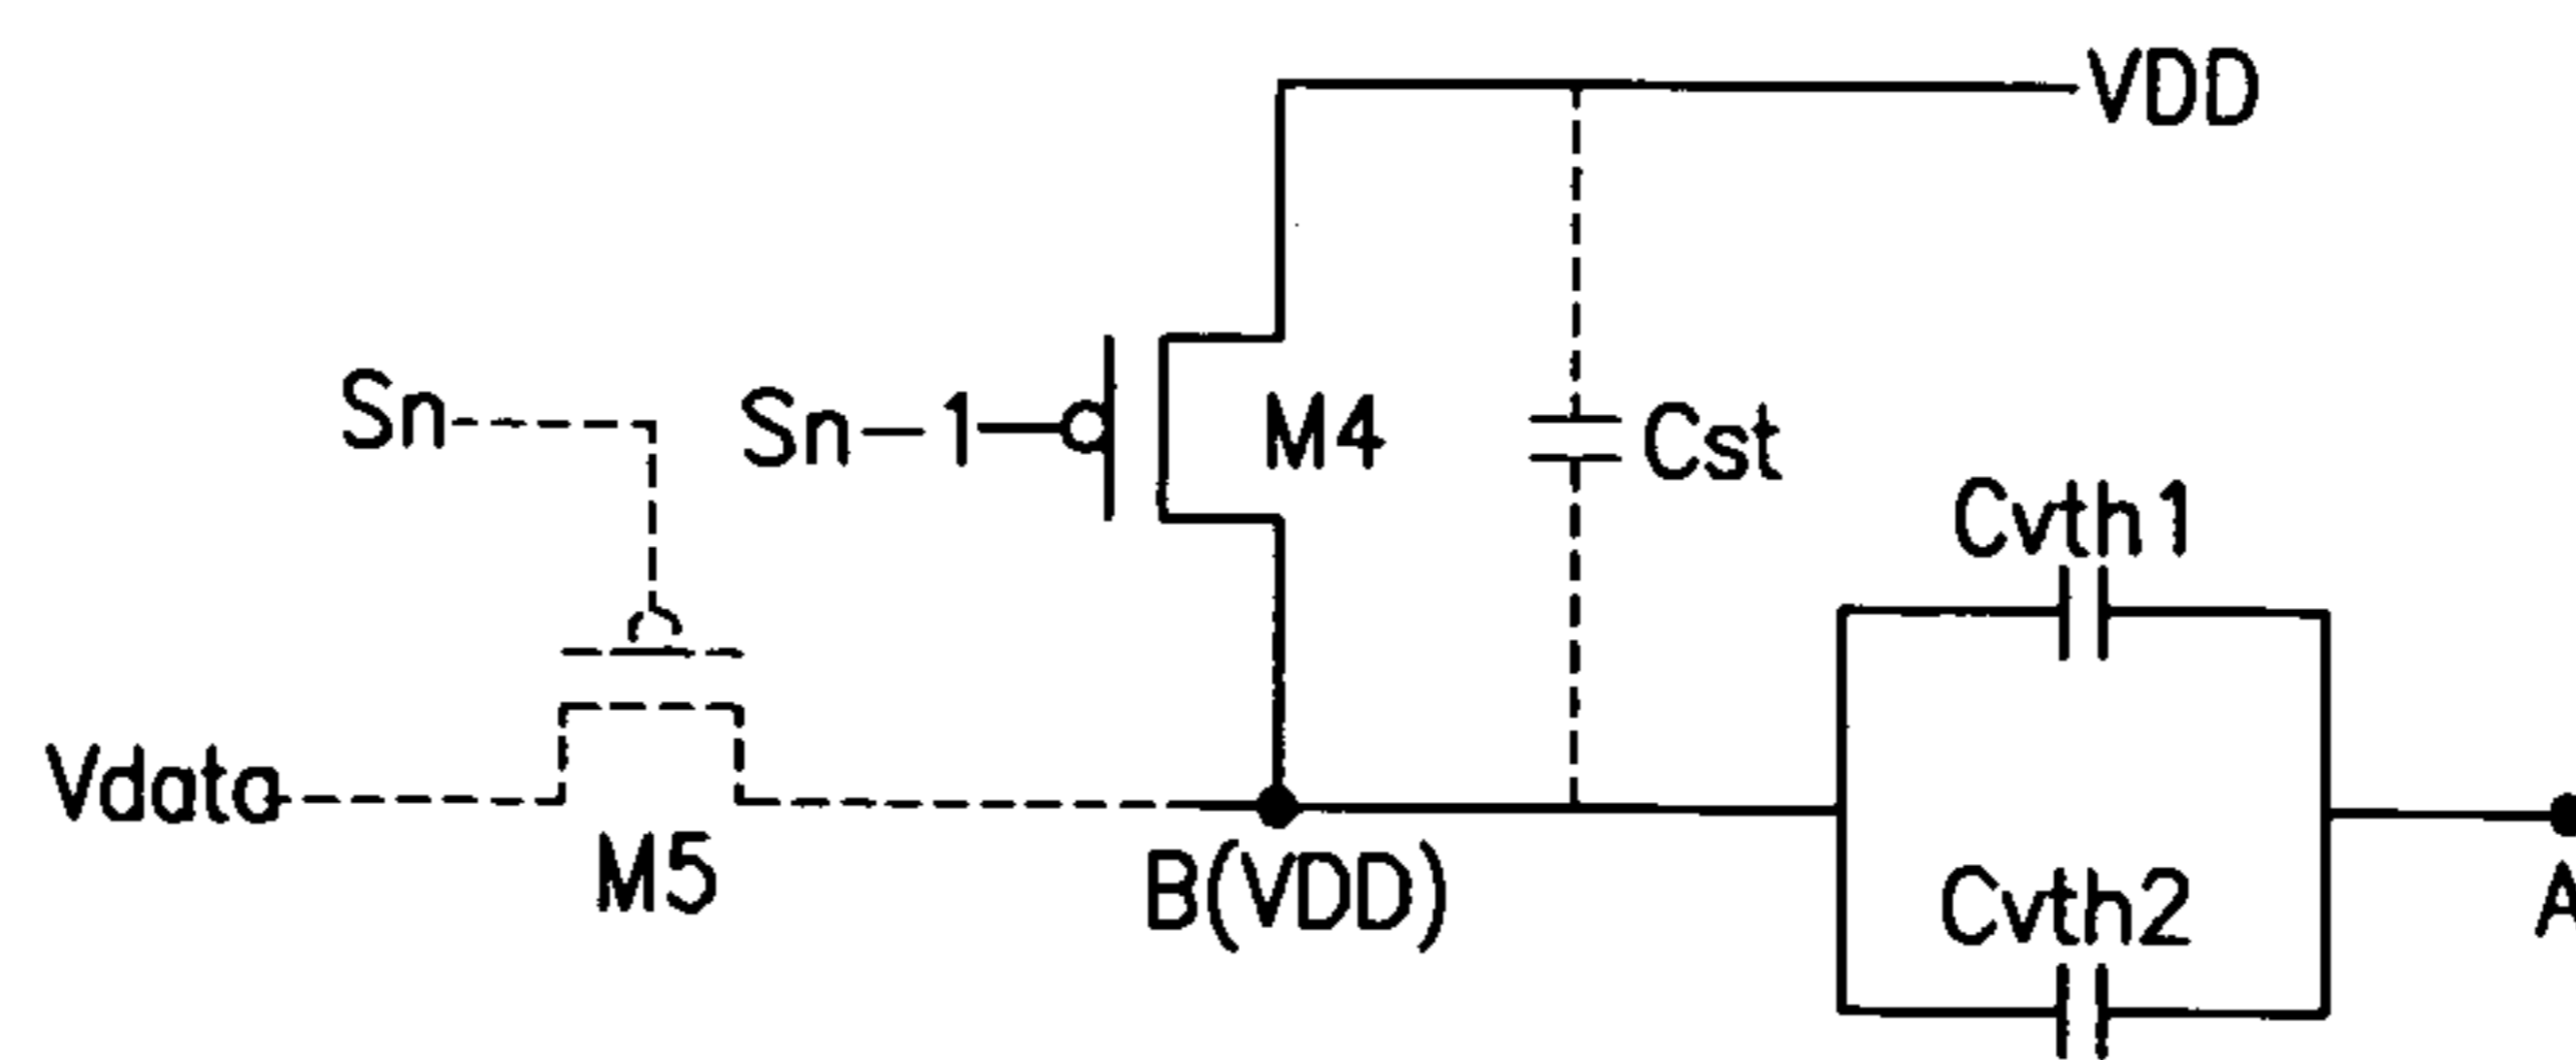 VDD
Sn
Sn-1
M4
Cst
Cvth1
Vdata
M5
B(VDD)
Cvth2
A